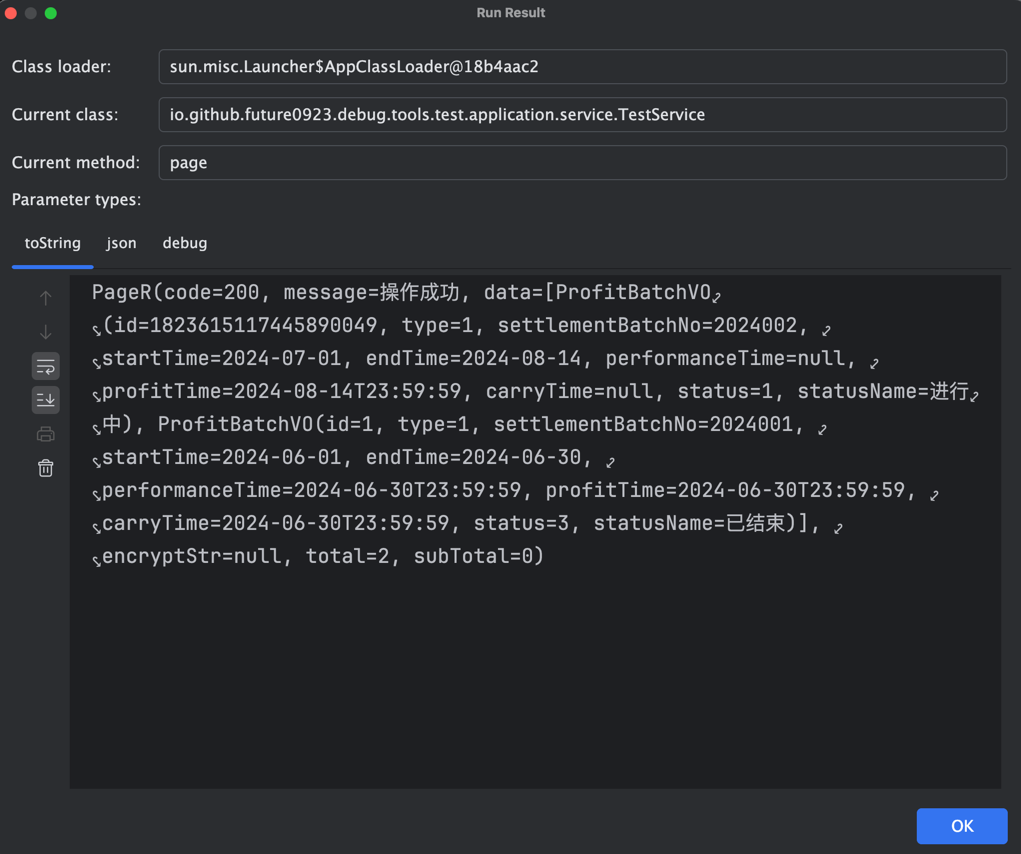 Run Result
Class loader: sun.misc.Launcher$AppClassLoader@18b4aac2
Current class: io.github.future0923.debug.tools.test.application.service.TestService
Current method: page
Parameter types:
toString json debug
PageR(code=200, message=操作成功, data=[ProfitBatchVO
(id=1823615117445890049, type=1, settlementBatchNo=2024002,
startTime=2024-07-01, endTime=2024-08-14, performanceTime=null,
profitTime=2024-08-14T23:59:59, carryTime=null, status=1, statusName=进行
中), ProfitBatchVO(id=1, type=1, settlementBatchNo=2024001,
startTime=2024-06-01, endTime=2024-06-30,
performanceTime=2024-06-30T23:59:59, profitTime=2024-06-30T23:59:59,
carryTime=2024-06-30T23:59:59, status=3, statusName=已结束)],
encryptStr=null, total=2, subTotal=0)
OK